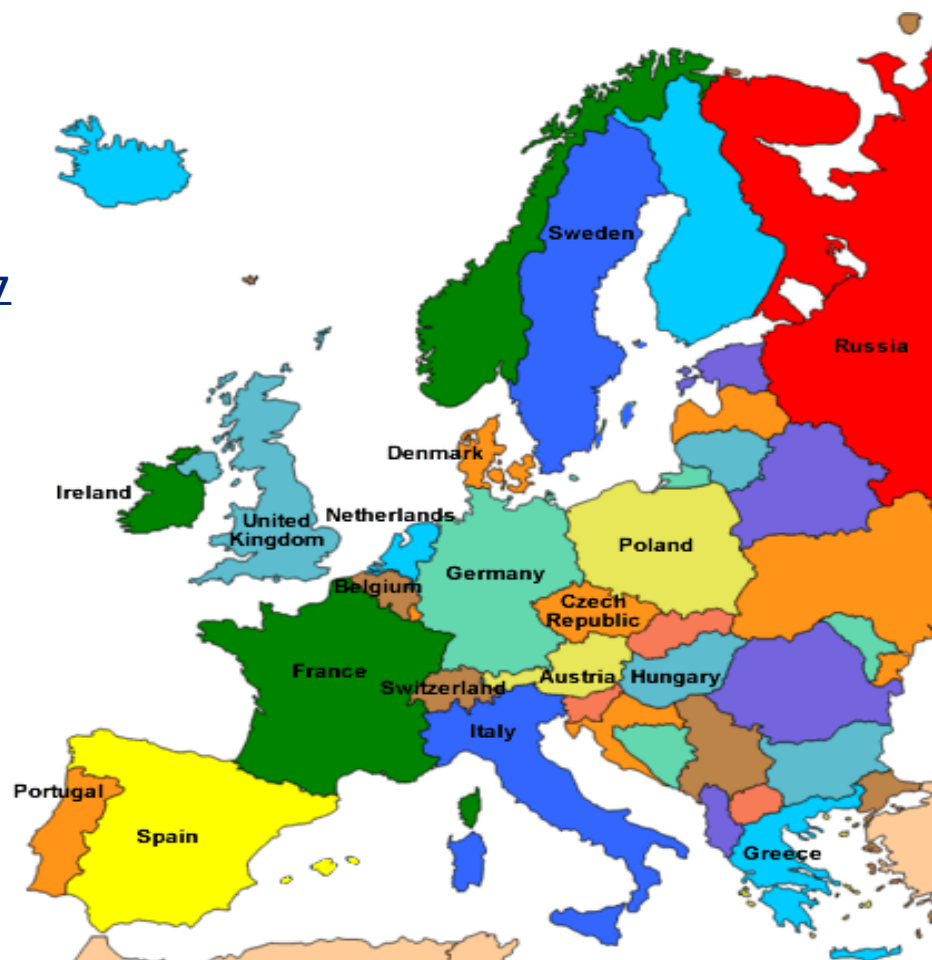 Sweden
7
Russia
Denmark
Ireland
Netherlands
United
Kingdom
Poland
Germany
Belgium
Czech
Republic
France
Austria
Hungary
Switzerland
Italy
Portugal
Spain
Greece